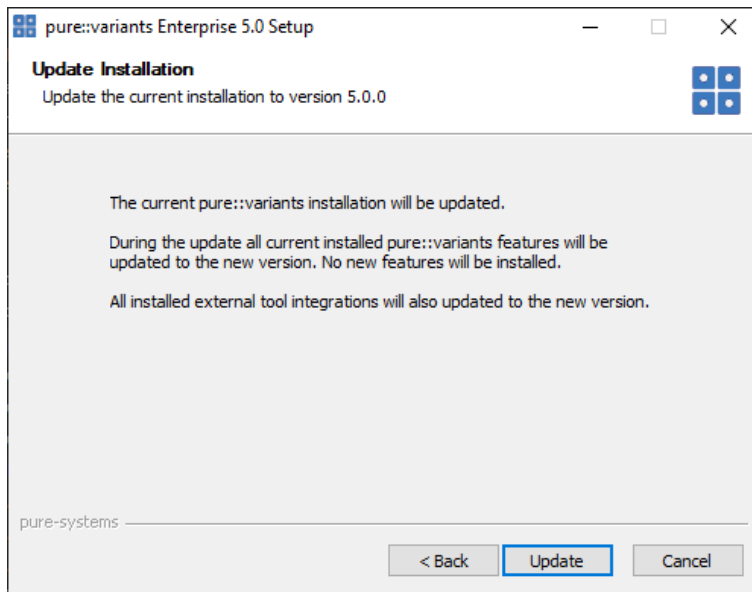 pure::variants Enterprise 5.0 Setup
Update Installation
Update the current installation to version 5.0.0
The current pure::variants installation will be updated.
During the update all current installed pure::variants features will be
updated to the new version. No new features will be installed.
All installed external tool integrations will also updated to the new version.
pure-systems
< Back
Update
Cancel